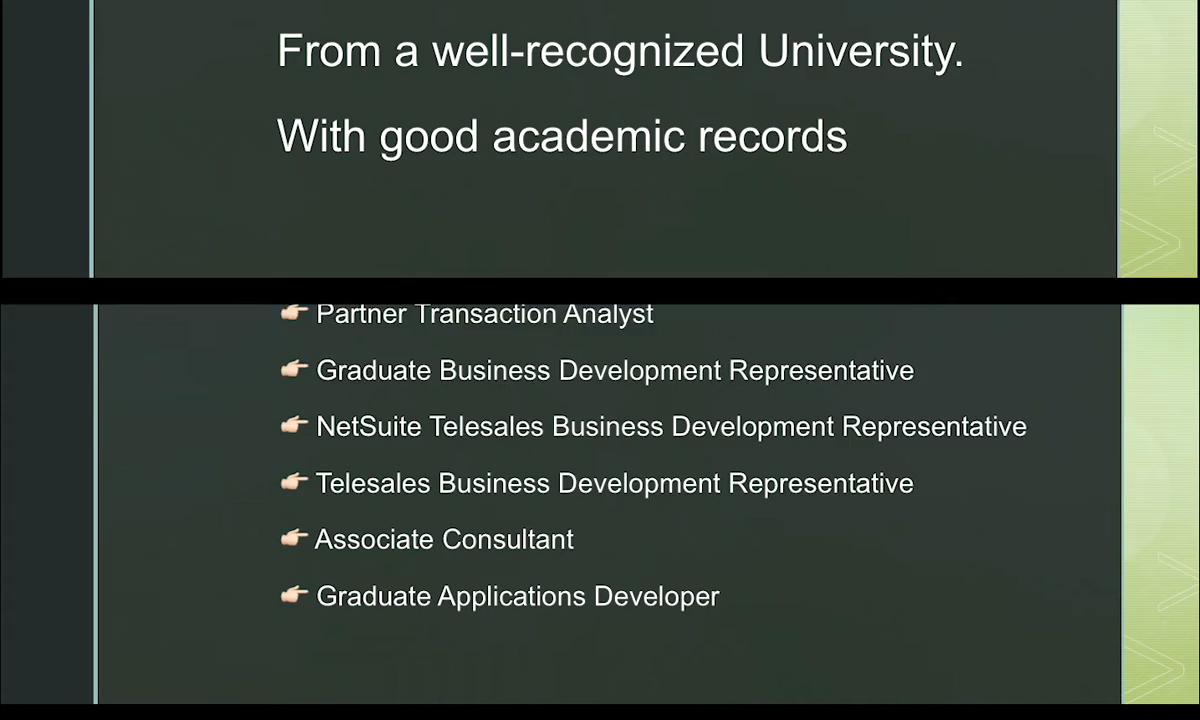 From a well-recognized University.
With good academic records
👉🏻 Partner Transaction Analyst
👉🏻 Graduate Business Development Representative
👉🏻 NetSuite Telesales Business Development Representative
👉🏻 Telesales Business Development Representative
👉🏻 Associate Consultant
👉🏻 Graduate Applications Developer